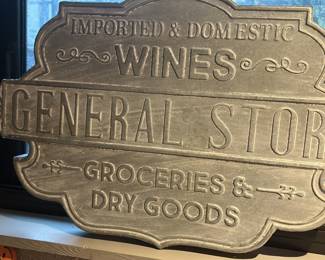 IMPORTED & DOMESTIC
WINES
GENERAL STOR
GROCERIES &
DRY GOODS